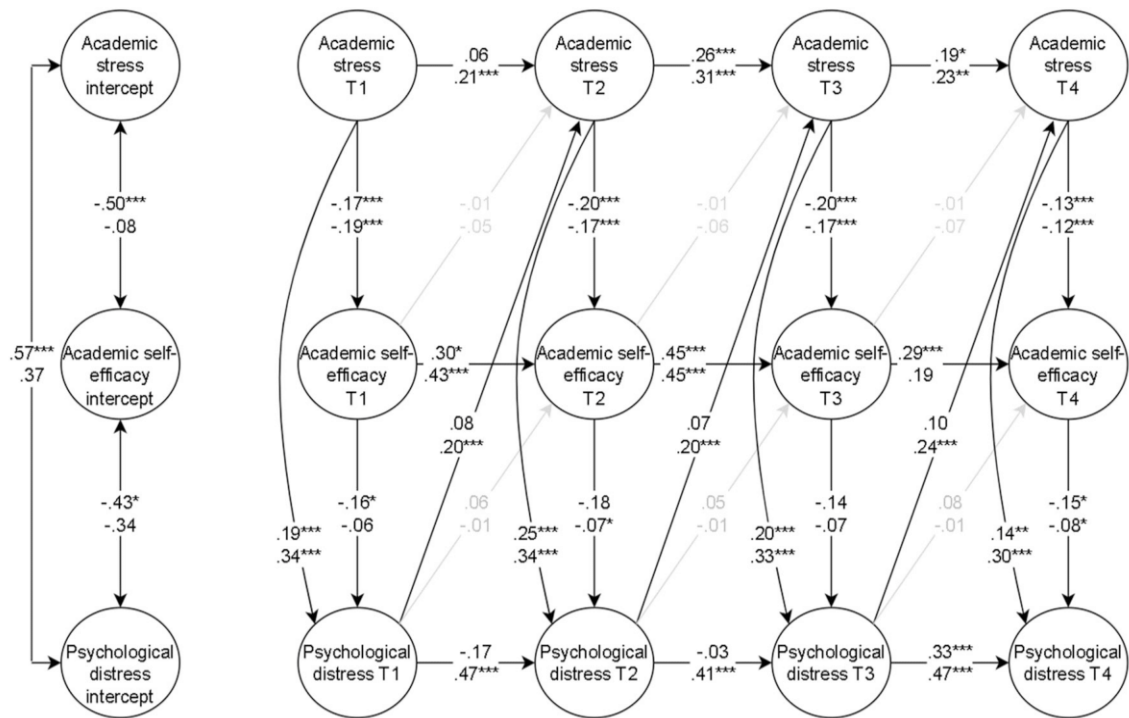 Academic
stress
intercept
Academic
stress
T1
.06
.21***
Academic
stress
T2
.26***
.31***
Academic
stress
T3
.19*
.23**
Academic
stress
T4
-.50***
-.08
-.17***
-.19***
-.01
-.05
-.20***
-.17***
-.01
-.06
-.20***
-.17***
-.01
-.07
-.13***
-.12***
.57***
.37
Academic self-
efficacy
intercept
Academic self-
efficacy
T1
.30*
.43***
Academic self-
efficacy
T2
.45***
.45***
Academic self-
efficacy
T3
.29***
.19
Academic self-
efficacy
T4
.08
.20***
.07
.20***
.10
.24***
-.43*
-.34
.19***
.34***
-.16*
-.06
.06
-.01
.25***
.34***
-.18
-.07*
.05
-.01
.20***
.33***
-.14
-.07
.08
-.01
.14**
.30***
-.15*
-.08*
Psychological
distress
intercept
Psychological
distress T1
-.17
.47***
Psychological
distress T2
-.03
.41***
Psychological
distress T3
.33***
.47***
Psychological
distress T4